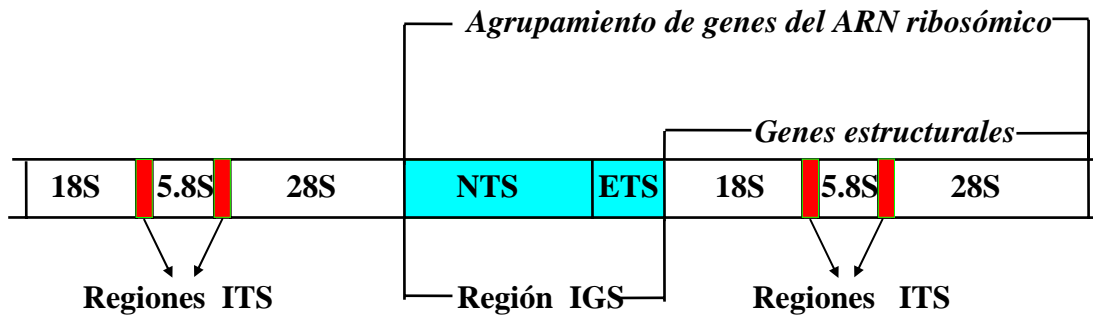 Agrupamiento de genes del ARN ribosómico
Genes estructurales
18S 5.8S 28S NTS ETS 18S 5.8S 28S
Regiones ITS Región IGS Regiones ITS